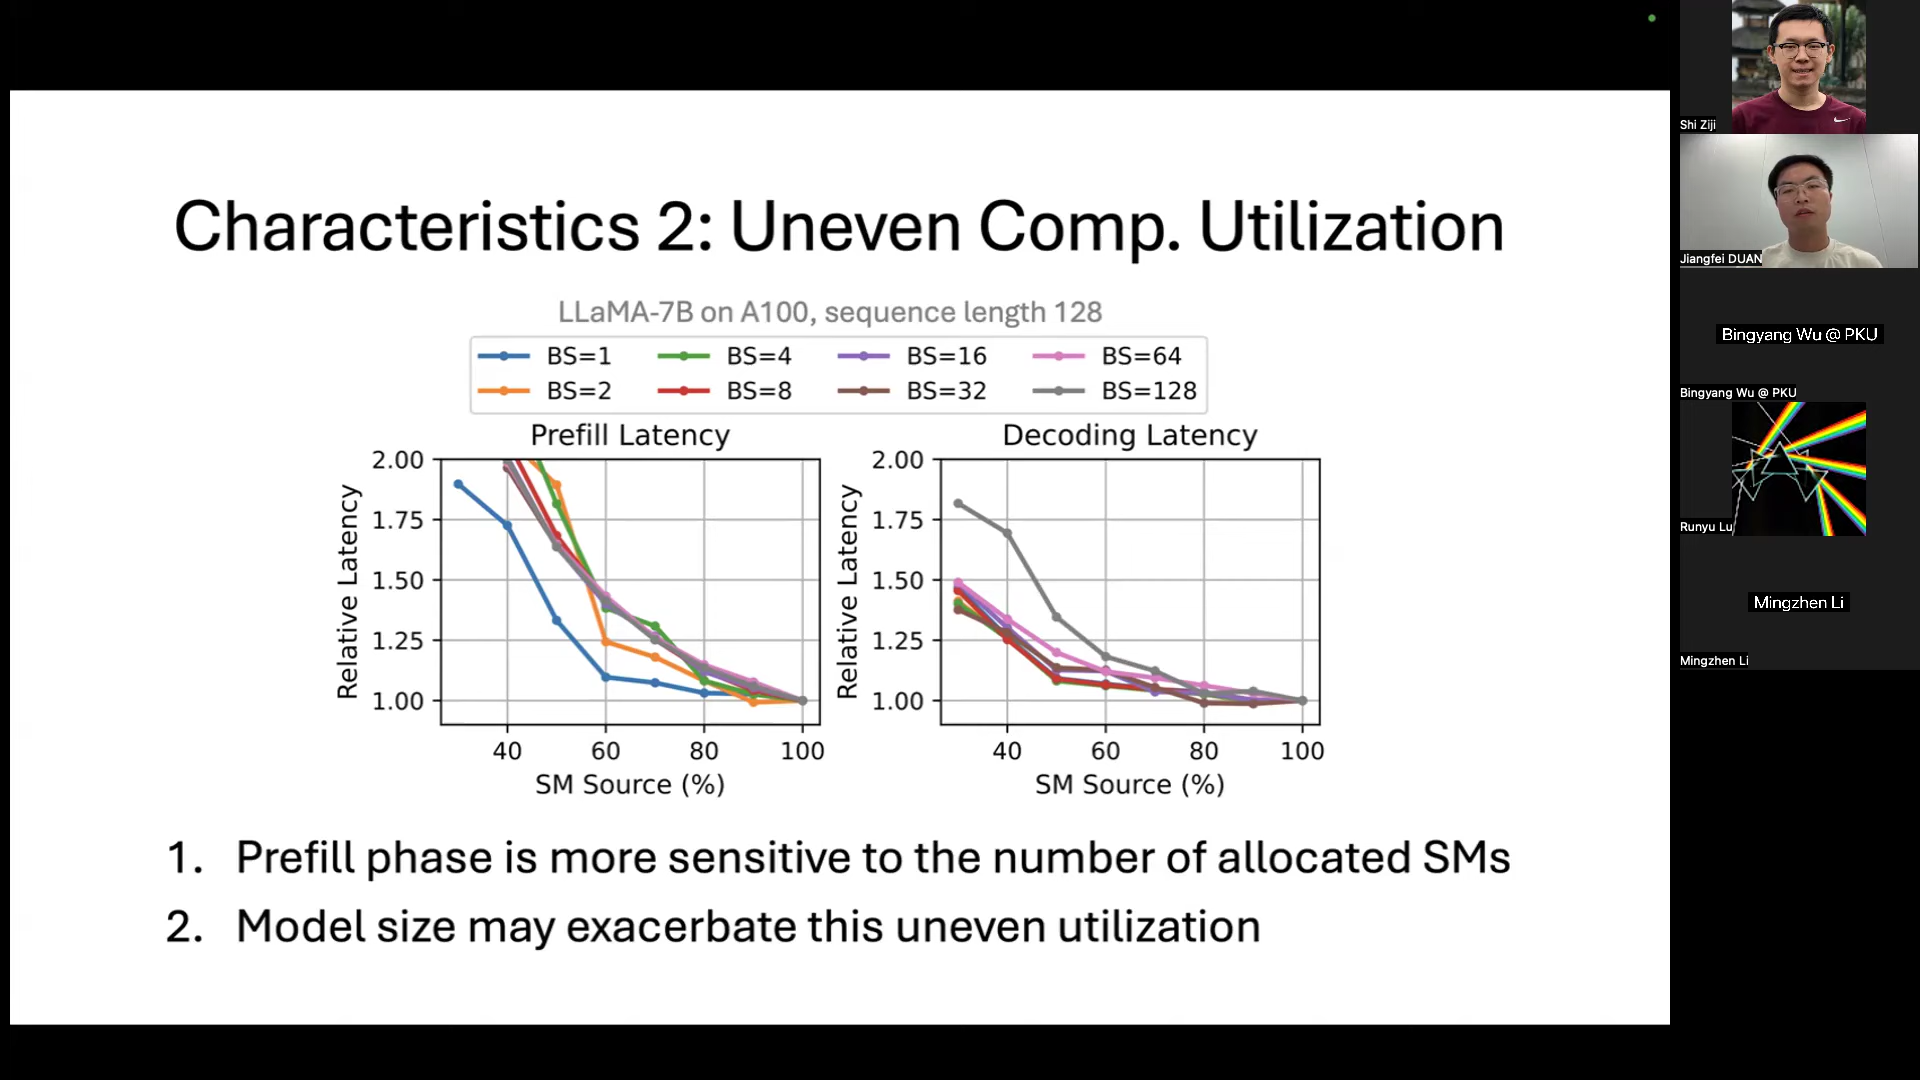 Characteristics 2: Uneven Comp. Utilization
LLaMA-7B on A100, sequence length 128
BS=1 BS=4 BS=16 BS=64
BS=2 BS=8 BS=32 BS=128
Prefill Latency
Relative Latency
2.00
1.75
1.50
1.25
1.00
40 60 80 100
SM Source (%)
Decoding Latency
Relative Latency
2.00
1.75
1.50
1.25
1.00
40 60 80 100
SM Source (%)
1. Prefill phase is more sensitive to the number of allocated SMs
2. Model size may exacerbate this uneven utilization
Shi Ziji
Jiangfei DUAN
Bingyang Wu @ PKU
Bingyang Wu @ PKU
Runyu Lu
Mingzhen Li
Mingzhen Li